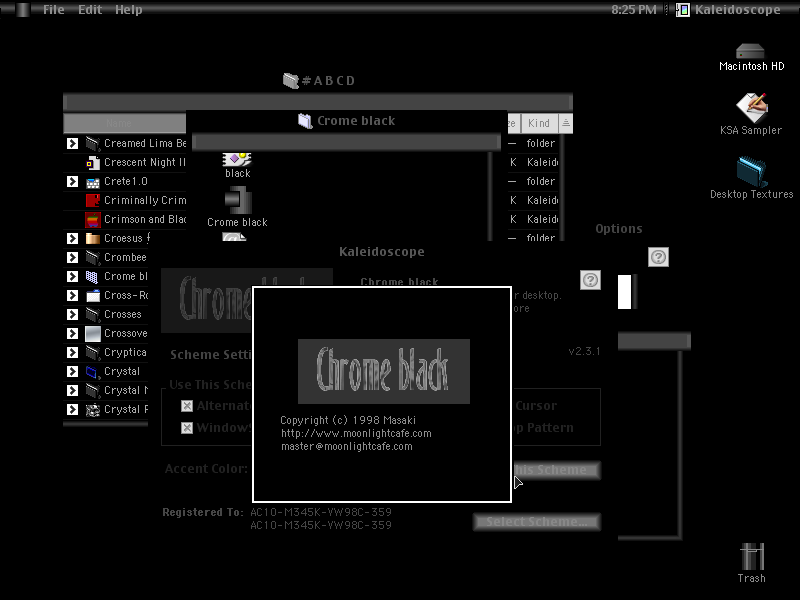 File Edit Help
8:25 PM Kaleidoscope
Macintosh HD
KSA Sampler
Desktop Textures
Trash
#ABCD
Name
ze Kind
Creamed Lima Be
— folder
Crescent Night II
K Kaleid
Crete1.0
— folder
Criminally Crim
K Kaleid
Crimson and Blac
K Kaleid
Croesus f
— folder
Crombee
Crome bl
Cross-Ro
Crosses
Crossove
Cryptica
Crystal
Crystal M
Crystal F
Crome black
black
Crome black
Options
Kaleidoscope
Chrome
Chrome black
r desktop.
ore
v2.3.1
Scheme Setti
Use This Sche
Alternat
Cursor
Windows
p Pattern
Accent Color:
his Scheme
Registered To: AC10-M345K-YW98C-359
AC10-M345K-YW98C-359
Select Scheme...
Chrome black
Copyright (c) 1998 Masaki
http://www.moonlightcafe.com
master@moonlightcafe.com